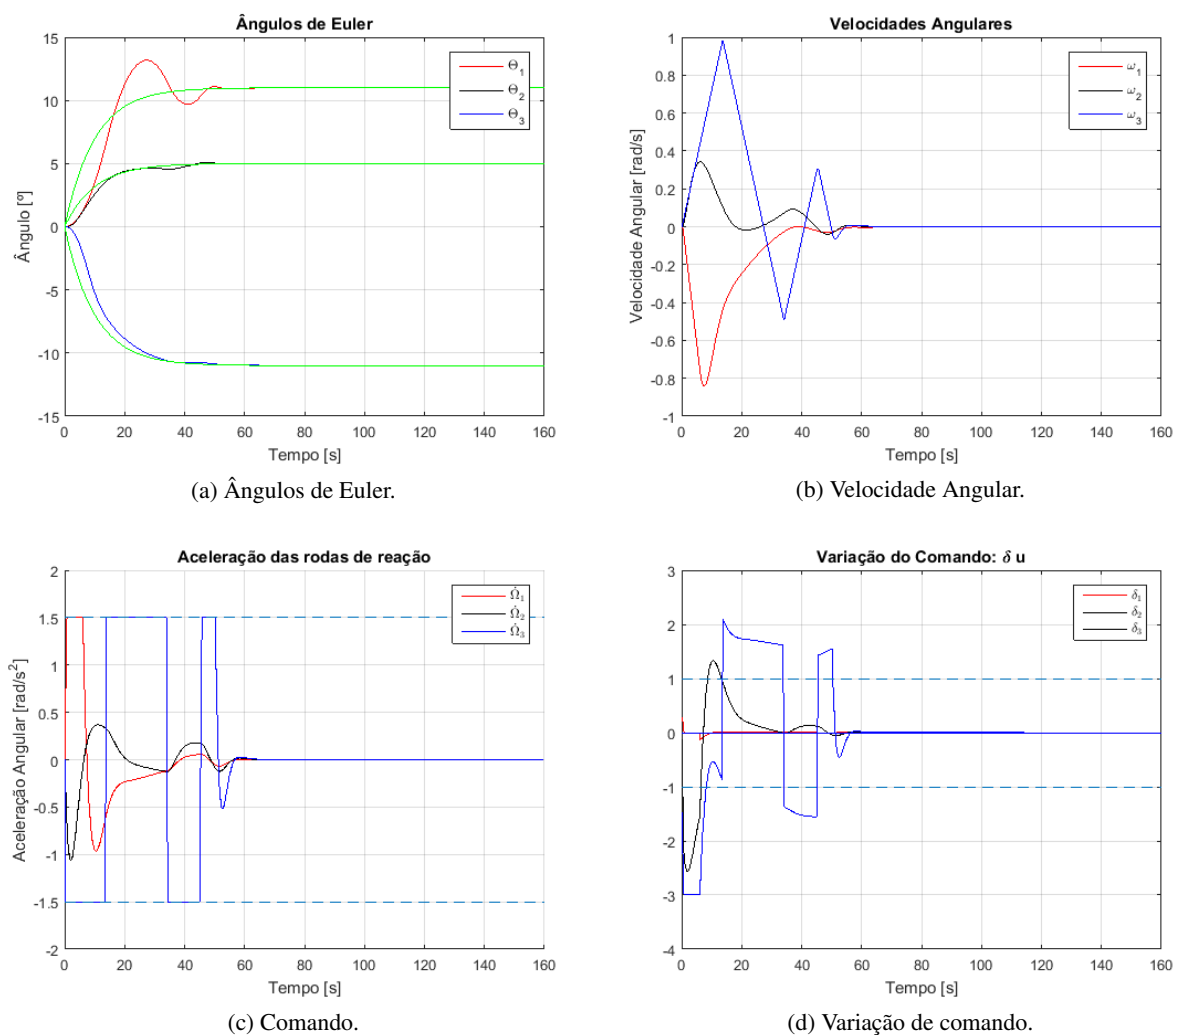 Ângulos de Euler
15
10
5
0
-5
-10
-15
Ângulo [º]
Θ1
Θ2
Θ3
0 20 40 60 80 100 120 140 160
Tempo [s]
(a) Ângulos de Euler.
Velocidades Angulares
1
0.8
0.6
0.4
0.2
0
-0.2
-0.4
-0.6
-0.8
-1
Velocidade Angular [rad/s]
ω1
ω2
ω3
0 20 40 60 80 100 120 140 160
Tempo [s]
(b) Velocidade Angular.
Aceleração das rodas de reação
2
1.5
1
0.5
0
-0.5
-1
-1.5
-2
Aceleração Angular [rad/s²]
Ω̇1
Ω̇2
Ω̇3
0 20 40 60 80 100 120 140 160
Tempo [s]
(c) Comando.
Variação do Comando: δ u
3
2
1
0
-1
-2
-3
-4
δ1
δ2
δ3
0 20 40 60 80 100 120 140 160
Tempo [s]
(d) Variação de comando.